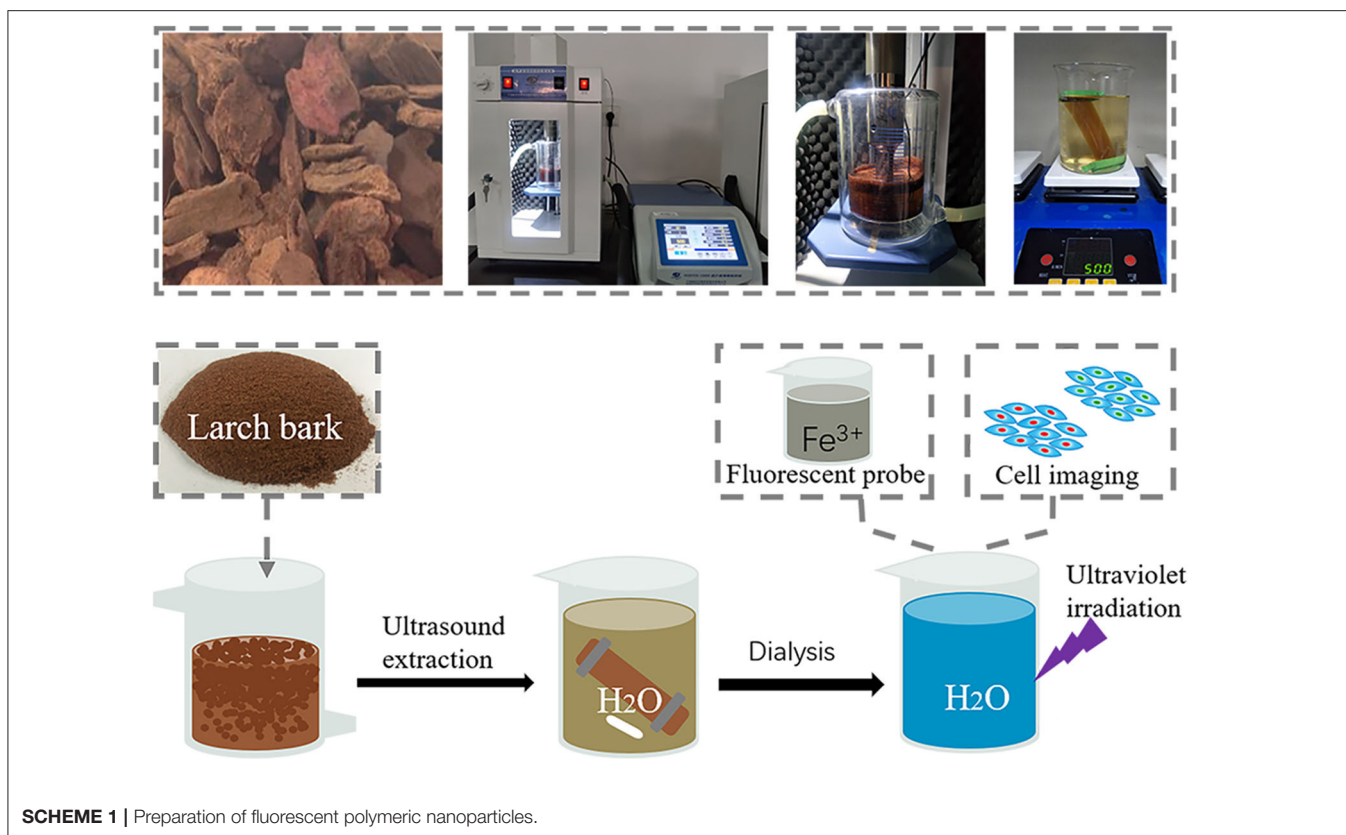 500
Larch bark
Fe³⁺
Fluorescent probe
Cell imaging
Ultrasound
extraction
H₂O
Dialysis
H₂O
Ultraviolet
irradiation
SCHEME 1 | Preparation of fluorescent polymeric nanoparticles.